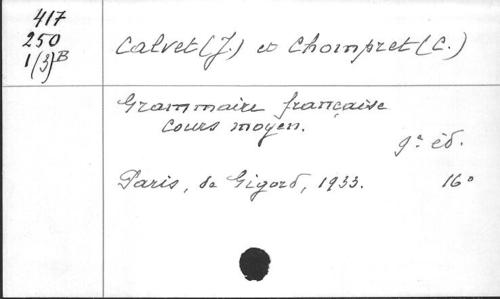 417
250
1(3)B
Calvet (J.) et Chompret (C.)
Grammaire française
cours moyen.
9e éd.
Paris, de Gigord, 1933.
16°